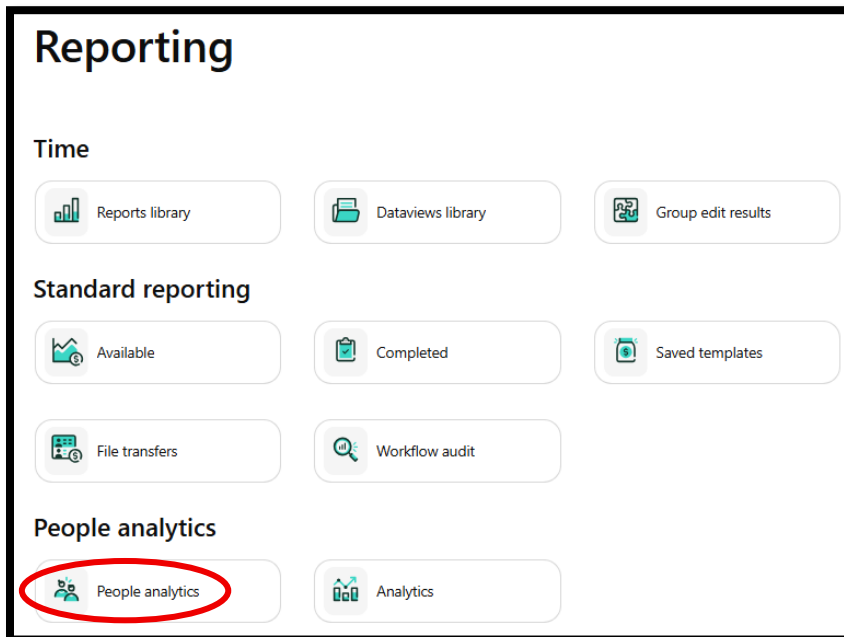 Reporting
Time
Reports library
Dataviews library
Group edit results
Standard reporting
Available
Completed
Saved templates
File transfers
Workflow audit
People analytics
People analytics
Analytics